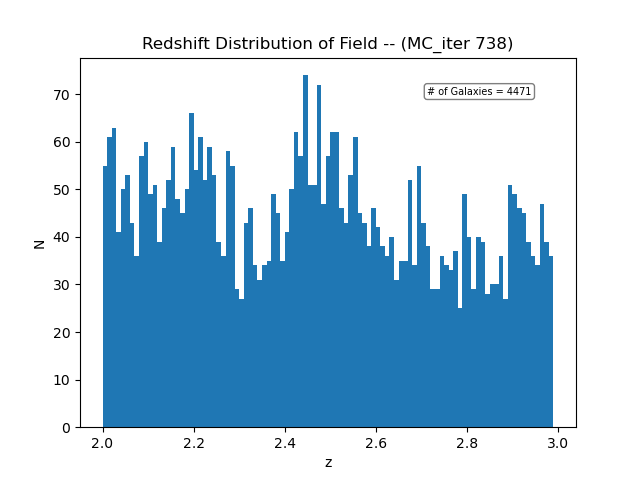 Redshift Distribution of Field -- (MC_iter 738)
# of Galaxies = 4471
70
60
50
40
30
20
10
0
N
2.0 2.2 2.4 2.6 2.8 3.0
z